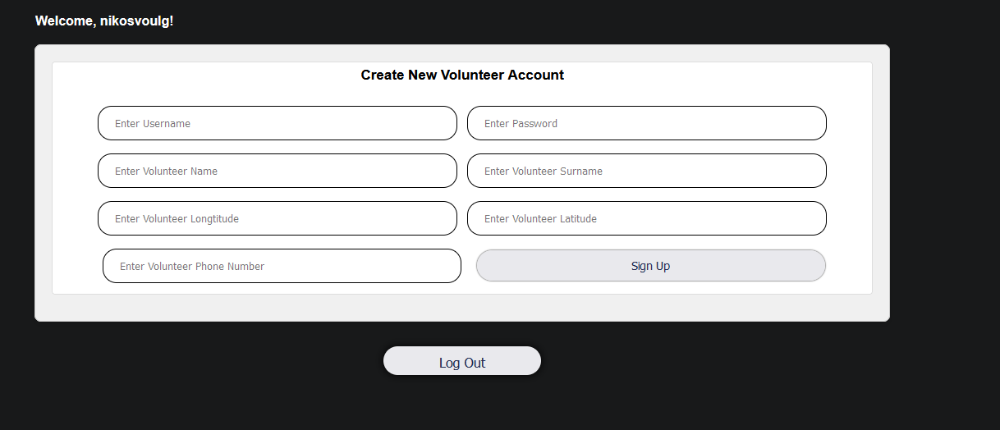 Welcome, nikosvoulg!
Create New Volunteer Account
Enter Username
Enter Password
Enter Volunteer Name
Enter Volunteer Surname
Enter Volunteer Longtitude
Enter Volunteer Latitude
Enter Volunteer Phone Number
Sign Up
Log Out